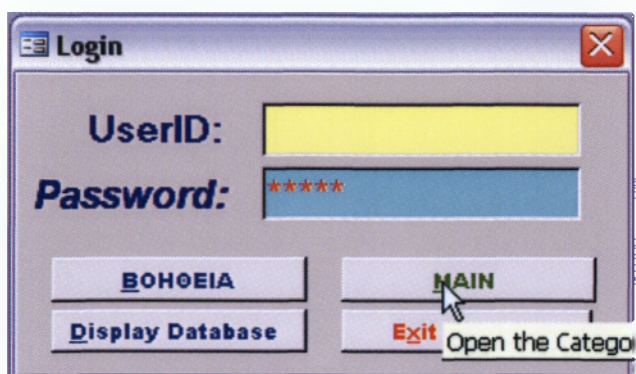 Login
UserID:
Password: *****
ΒΟΗΘΕΙΑ MAIN
Display Database Exit
Open the Catego